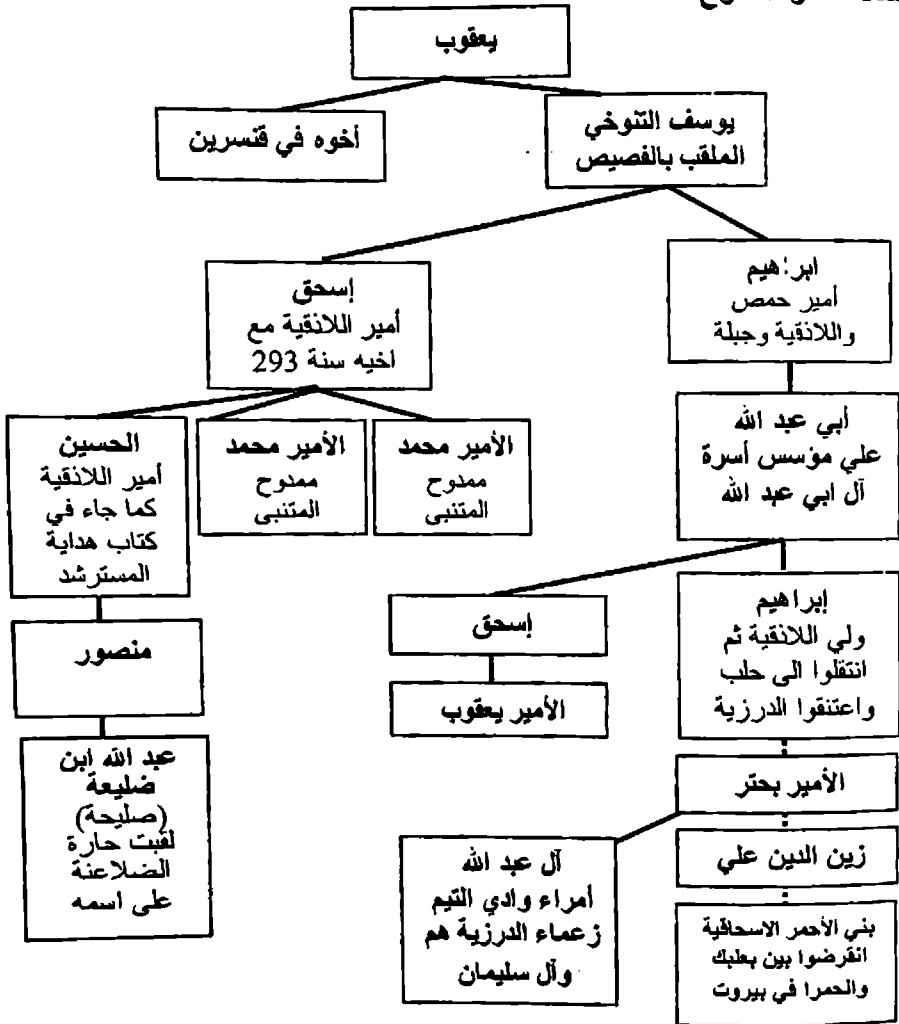 يعقوب
يوسف التنوخي
الملقب بالفصيص
أخوه في قنسرين
ابراهيم
أمير حمص
واللاذقية وجبلة
إسحق
أمير اللاذقية مع
اخيه سنة 293
أبي عبد الله
علي مؤسس أسرة
آل ابي عبد الله
الأمير محمد
ممدوح
المتنبي
الأمير محمد
ممدوح
المتنبي
الحسين
أمير اللاذقية
كما جاء في
كتاب هداية
المسترشد
إبراهيم
ولي اللاذقية ثم
انتقلوا الى حلب
واعتنقوا الدرزية
إسحق
منصور
الأمير يعقوب
عبد الله ابن
ضليعة
(صليحة)
لقبت حارة
الضلاعنة
على اسمه
الأمير بحتر
زين الدين علي
آل عبد الله
أمراء وادي التيم
زعماء الدرزية هم
وآل سليمان
بني الأحمر الاسحاقية
انقرضوا بين بعلبك
والحمرا في بيروت